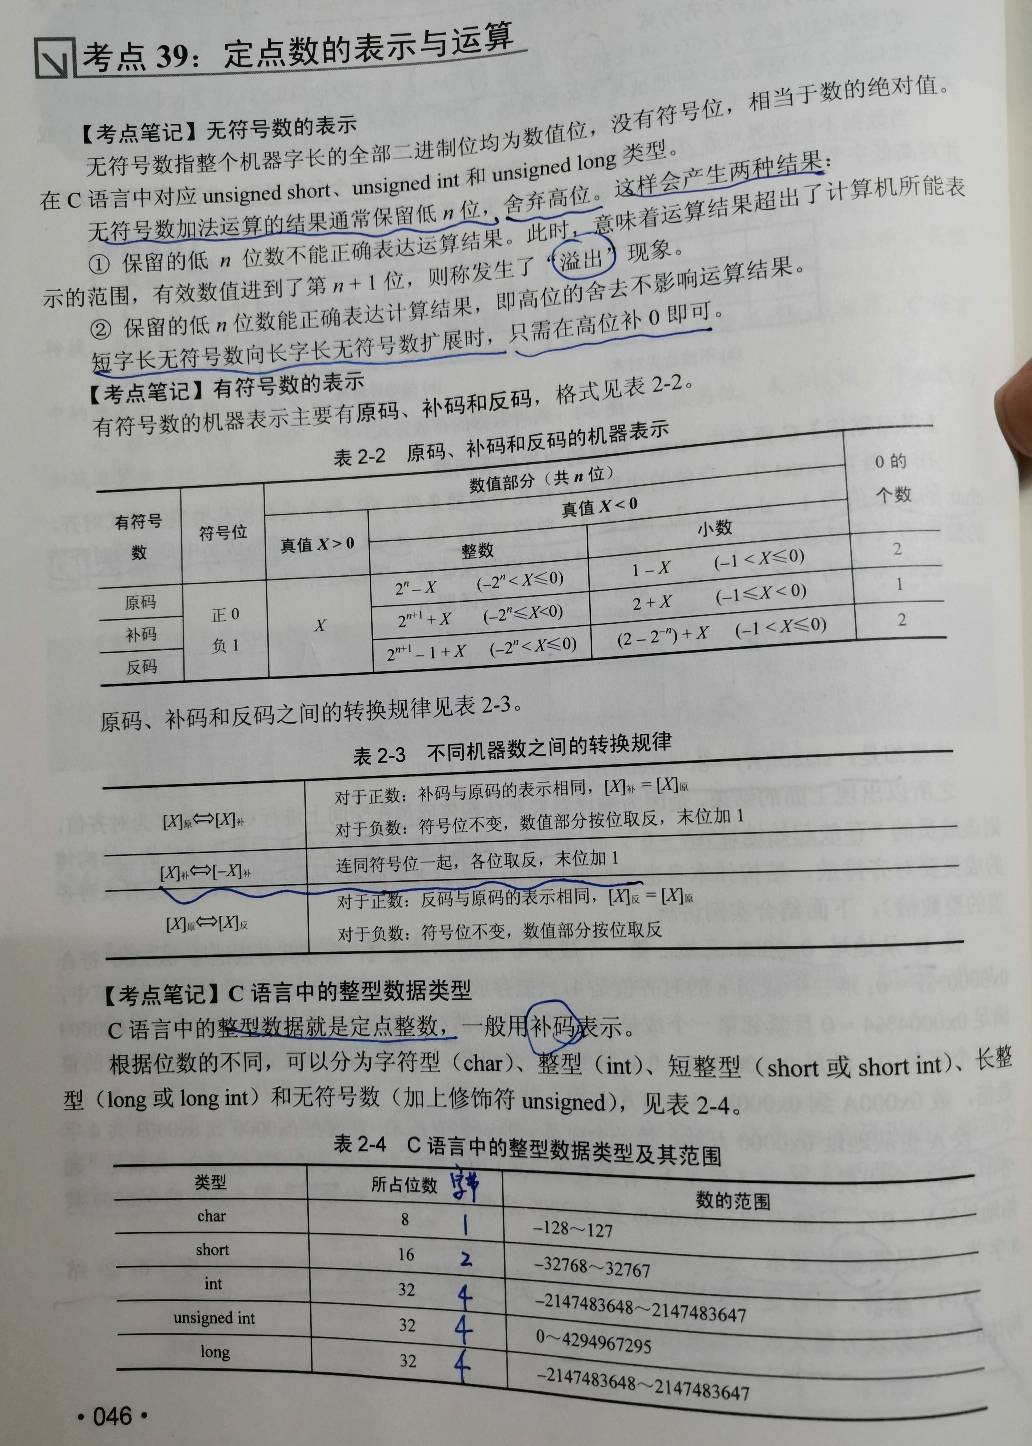 考点 39：定点数的表示与运算
【考点笔记】无符号数的表示
无符号数指整个机器字长的全部二进制位均为数值位，没有符号位，相当于数的绝对值。
在 C 语言中对应 unsigned short、unsigned int 和 unsigned long 类型。
无符号数加法运算的结果通常保留低 n 位，舍弃高位。这样会产生两种结果：
① 保留的低 n 位数不能正确表达运算结果。此时，意味着运算结果超出了计算机所能表
示的范围，有效数值进到了第 n + 1 位，则称发生了“溢出”现象。
② 保留的低 n 位数能正确表达计算结果，即高位的舍去不影响运算结果。
短字长无符号数向长字长无符号数扩展时，只需在高位补 0 即可。
【考点笔记】有符号数的表示
有符号数的机器表示主要有原码、补码和反码，格式见表 2-2。
表 2-2 原码、补码和反码的机器表示
有符号数 符号位 数值部分（共 n 位） 0 的个数
真值 X > 0 真值 X < 0
整数 小数
原码 正 0 负 1 X 2ⁿ – X (–2ⁿ < X ≤ 0) 1 – X (–1 < X ≤ 0) 2
补码 2ⁿ⁺¹ + X (–2ⁿ ≤ X < 0) 2 + X (–1 ≤ X < 0) 1
反码 2ⁿ⁺¹ – 1 + X (–2ⁿ < X ≤ 0) (2 – 2⁻ⁿ) + X (–1 < X ≤ 0) 2
原码、补码和反码之间的转换规律见表 2-3。
表 2-3 不同机器数之间的转换规律
[X]原⇔[X]补 对于正数：补码与原码的表示相同，[X]补 = [X]原
对于负数：符号位不变，数值部分按位取反，末位加 1
[X]补⇔[–X]补 连同符号位一起，各位取反，末位加 1
[X]原⇔[X]反 对于正数：反码与原码的表示相同，[X]反 = [X]原
对于负数：符号位不变，数值部分按位取反
【考点笔记】C 语言中的整型数据类型
C 语言中的整型数据就是定点整数，一般用补码表示。
根据位数的不同，可以分为字符型（char）、整型（int）、短整型（short 或 short int）、长整
型（long 或 long int）和无符号数（加上修饰符 unsigned），见表 2-4。
表 2-4 C 语言中的整型数据类型及其范围
类型 所占位数 字节 数的范围
char 8 1 –128～127
short 16 2 –32768～32767
int 32 4 –2147483648～2147483647
unsigned int 32 4 0～4294967295
long 32 4 –2147483648～2147483647
·046·